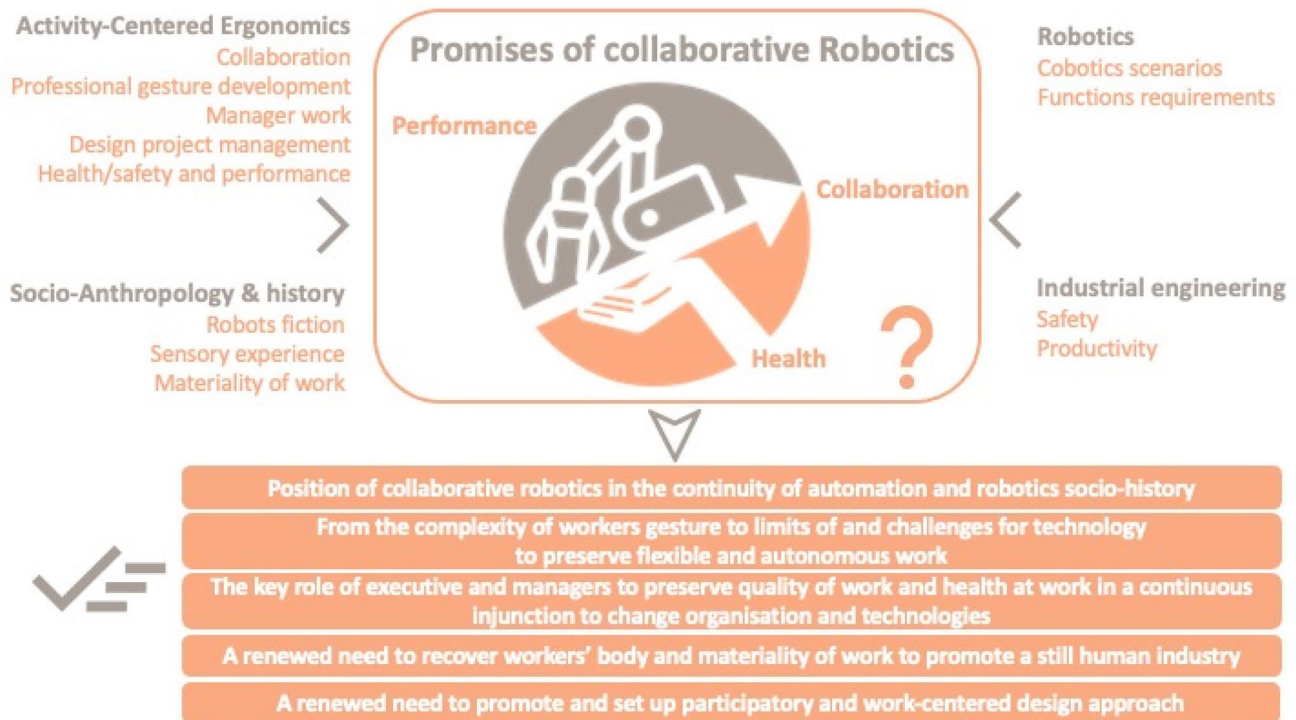 Activity-Centered Ergonomics
Collaboration
Professional gesture development
Manager work
Design project management
Health/safety and performance
Socio-Anthropology & history
Robots fiction
Sensory experience
Materiality of work
Promises of collaborative Robotics
Performance
Collaboration
Health
?
Robotics
Cobotics scenarios
Functions requirements
Industrial engineering
Safety
Productivity
Position of collaborative robotics in the continuity of automation and robotics socio-history
From the complexity of workers gesture to limits of and challenges for technology
to preserve flexible and autonomous work
The key role of executive and managers to preserve quality of work and health at work in a continuous
injunction to change organisation and technologies
A renewed need to recover workers’ body and materiality of work to promote a still human industry
A renewed need to promote and set up participatory and work-centered design approach